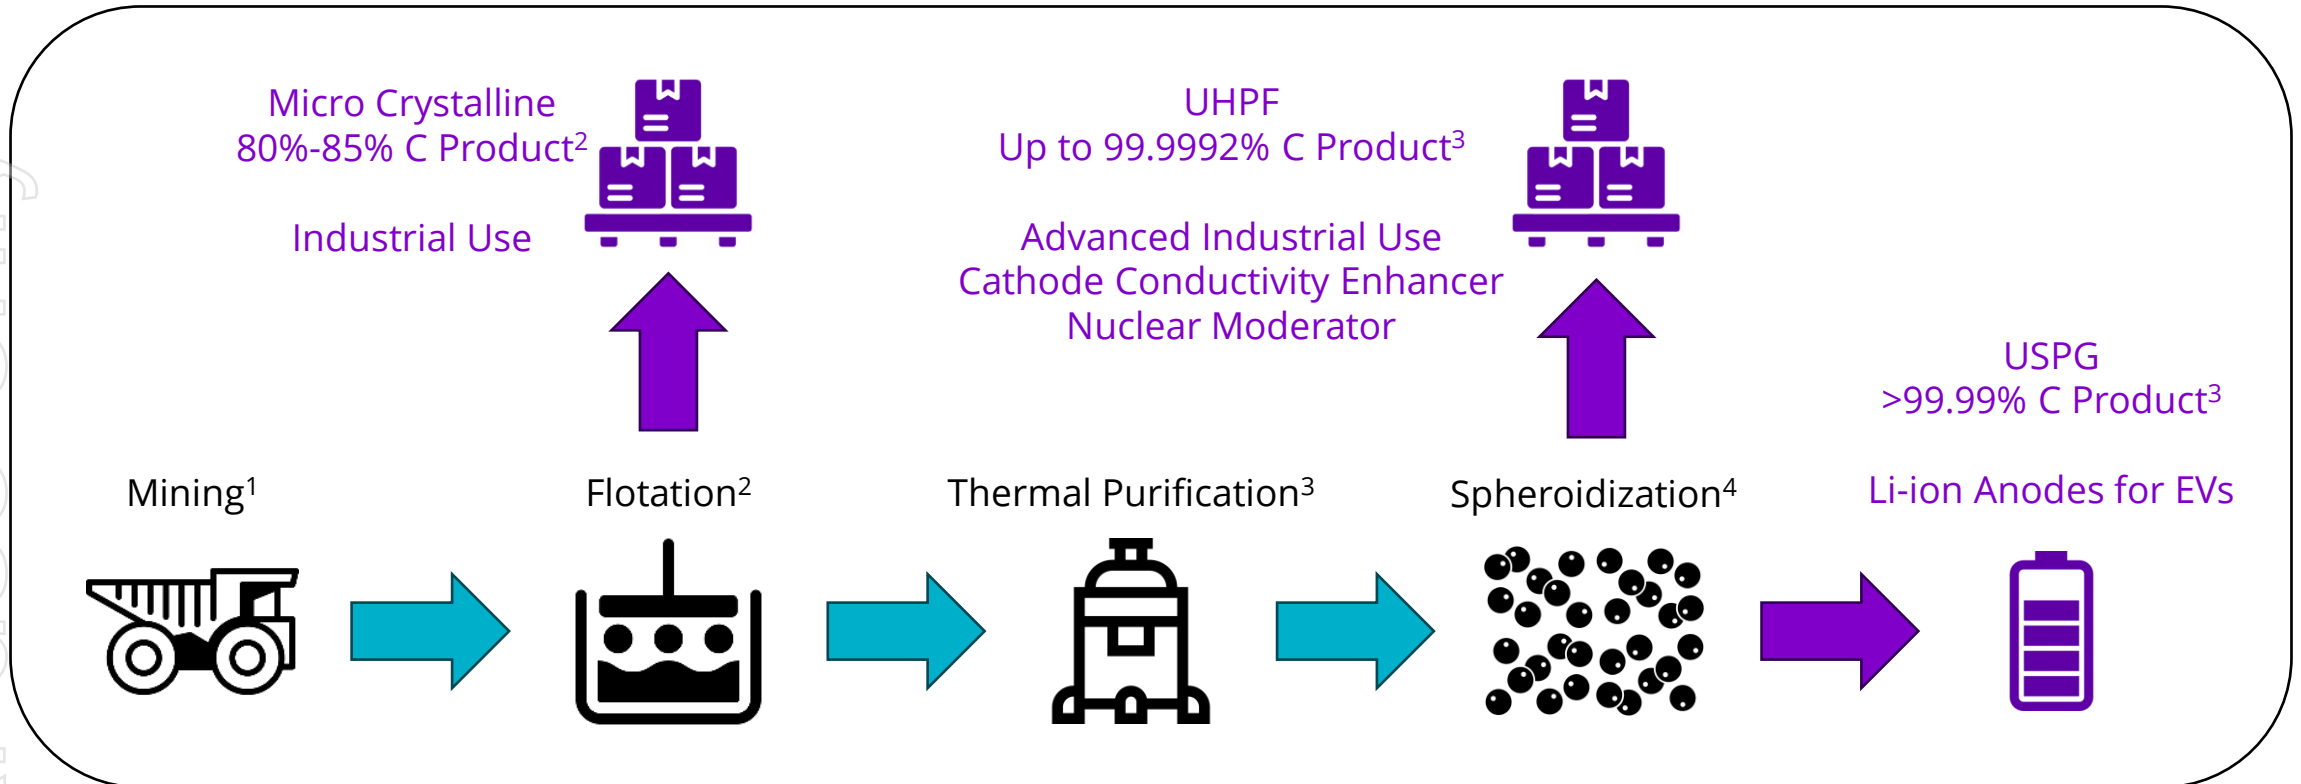 Micro Crystalline
80%-85% C Product²
Industrial Use
UHPF
Up to 99.9992% C Product³
Advanced Industrial Use
Cathode Conductivity Enhancer
Nuclear Moderator
USPG
>99.99% C Product³
Li-ion Anodes for EVs
Mining¹
Flotation²
Thermal Purification³
Spheroidization⁴